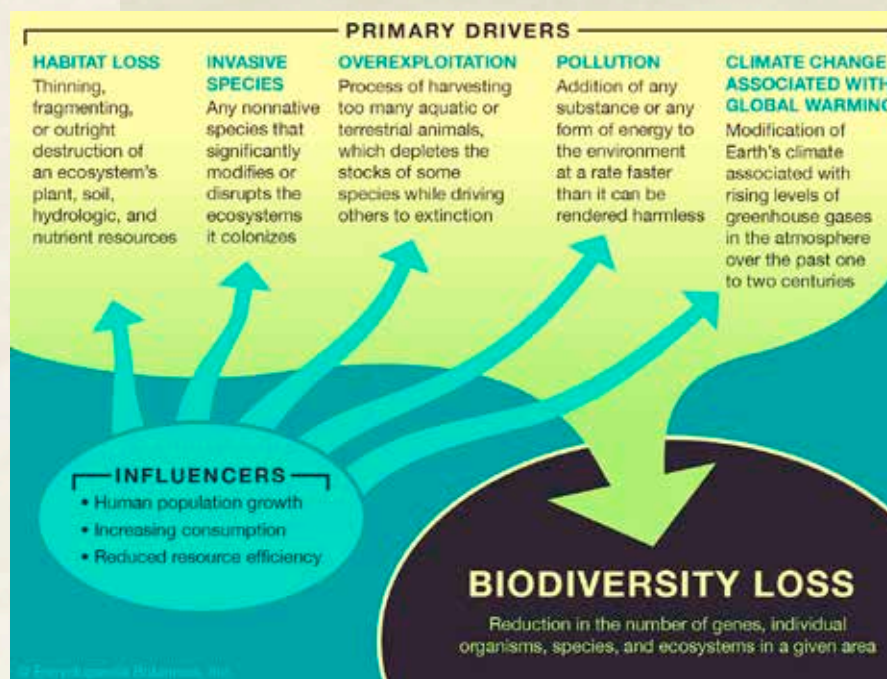 PRIMARY DRIVERS
HABITAT LOSS
Thinning,
fragmenting,
or outright
destruction of
an ecosystem's
plant, soil,
hydrologic, and
nutrient resources
INVASIVE
SPECIES
Any nonnative
species that
significantly
modifies or
disrupts the
ecosystems
it colonizes
OVEREXPLOITATION
Process of harvesting
too many aquatic or
terrestrial animals,
which depletes the
stocks of some
species while driving
others to extinction
POLLUTION
Addition of any
substance or any
form of energy to
the environment
at a rate faster
than it can be
rendered harmless
CLIMATE CHANGE
ASSOCIATED WITH
GLOBAL WARMING
Modification of
Earth's climate
associated with
rising levels of
greenhouse gases
in the atmosphere
over the past one
to two centuries
INFLUENCERS
• Human population growth
• Increasing consumption
• Reduced resource efficiency
BIODIVERSITY LOSS
Reduction in the number of genes, individual
organisms, species, and ecosystems in a given area
© Encyclopædia Britannica, Inc.